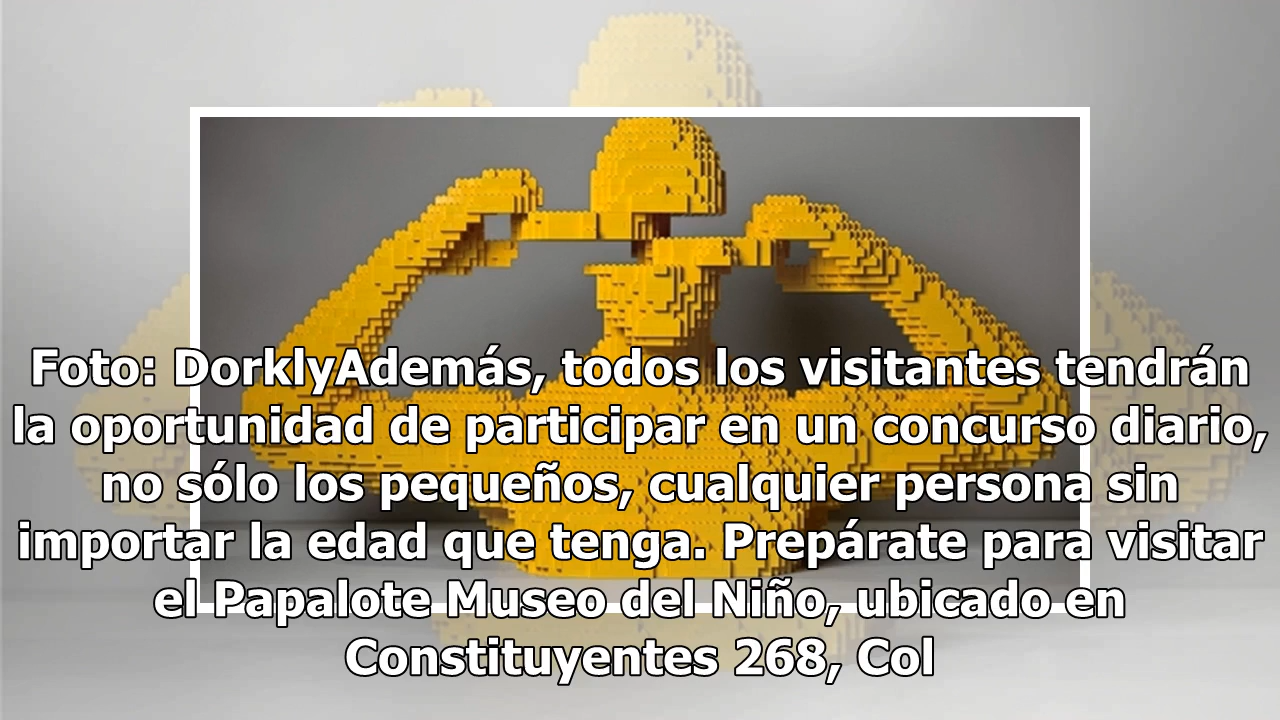 Foto: DorklyAdemás, todos los visitantes tendrán
la oportunidad de participar en un concurso diario,
no sólo los pequeños, cualquier persona sin
importar la edad que tenga. Prepárate para visitar
el Papalote Museo del Niño, ubicado en
Constituyentes 268, Col